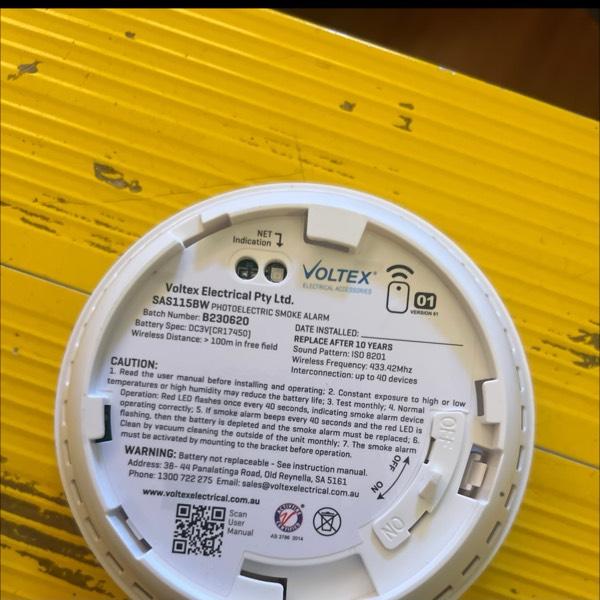 NET
Indication
VOLTEX®
ELECTRICAL ACCESSORIES
01
VERSION 01
Voltex Electrical Pty Ltd.
SAS115BW PHOTOELECTRIC SMOKE ALARM
Batch Number: B230620
Battery Spec: DC3V[CR17450]
Wireless Distance: > 100m in free field
DATE INSTALLED:
REPLACE AFTER 10 YEARS
Sound Pattern: ISO 8201
Wireless Frequency: 433.42Mhz
Interconnection: up to 40 devices
CAUTION:
1. Read the user manual before installing and operating; 2. Constant exposure to high or low
temperatures or high humidity may reduce the battery life; 3. Test monthly; 4. Normal
Operation: Red LED flashes once every 40 seconds, indicating smoke alarm device
operating correctly; 5. If smoke alarm beeps every 40 seconds and the red LED is
flashing, then the battery is depleted and the smoke alarm must be replaced; 6.
Clean by vacuum cleaning the outside of the unit monthly; 7. The smoke alarm
must be activated by mounting to the bracket before operation.
WARNING: Battery not replaceable - See instruction manual.
Address: 38- 44 Panalatinga Road, Old Reynella, SA 5161
Phone: 1300 722 275 Email: sales@voltexelectrical.com.au
www.voltexelectrical.com.au
Scan
User
Manual
AS 3786 2014
OFF
ON
OFF
ON